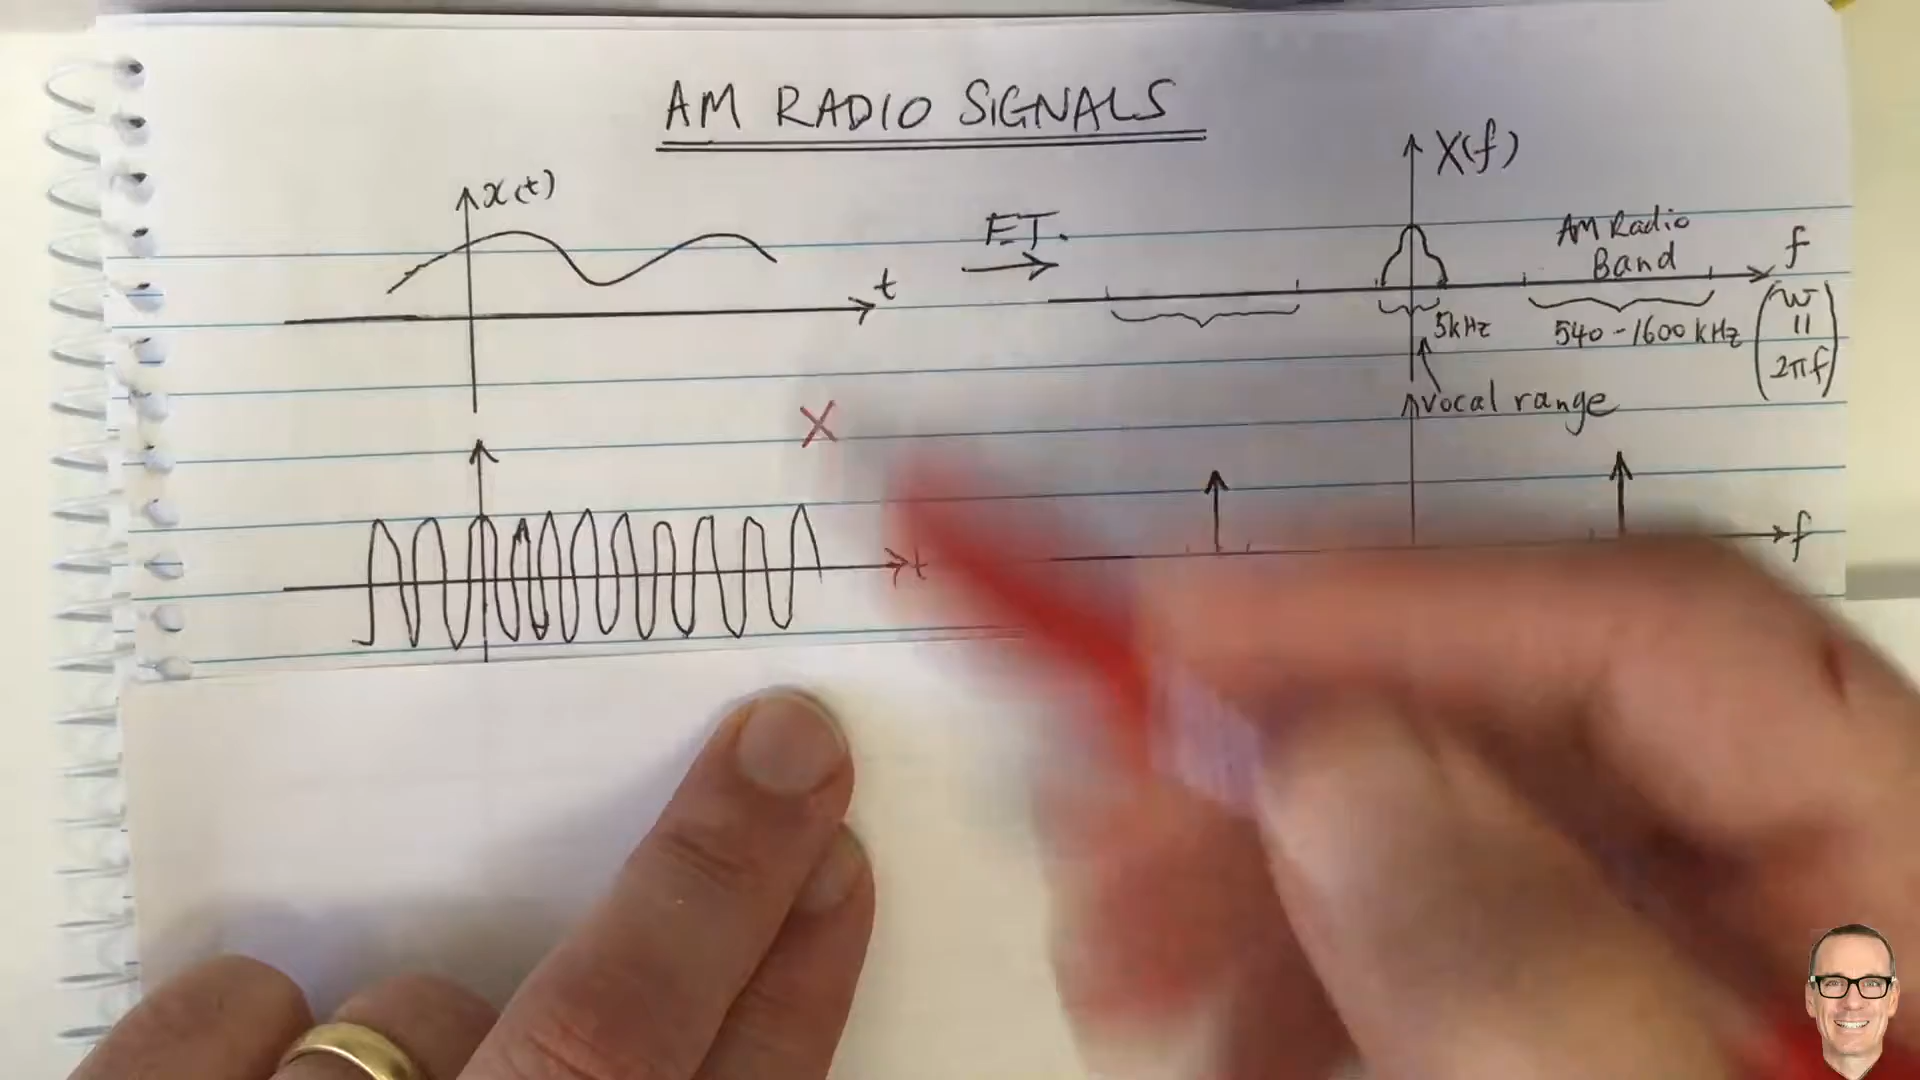 AM RADIO SIGNALS
x(t)
t
F.T.
X(f)
AM Radio
Band
f
5kHz
540-1600 kHz
(w = 2πf)
Vocal range
X
t
f